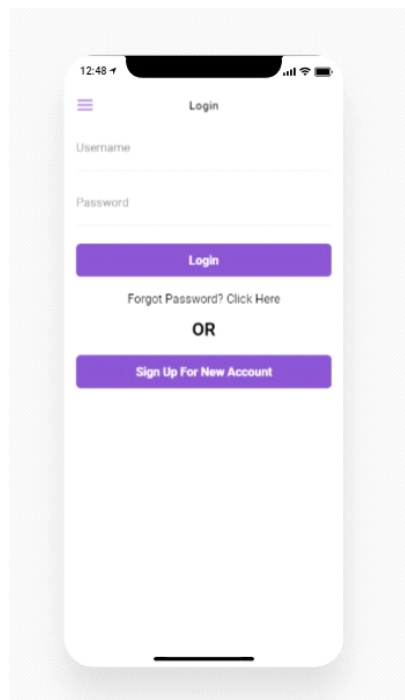 12:48
Login
Username
Password
Login
Forgot Password? Click Here
OR
Sign Up For New Account